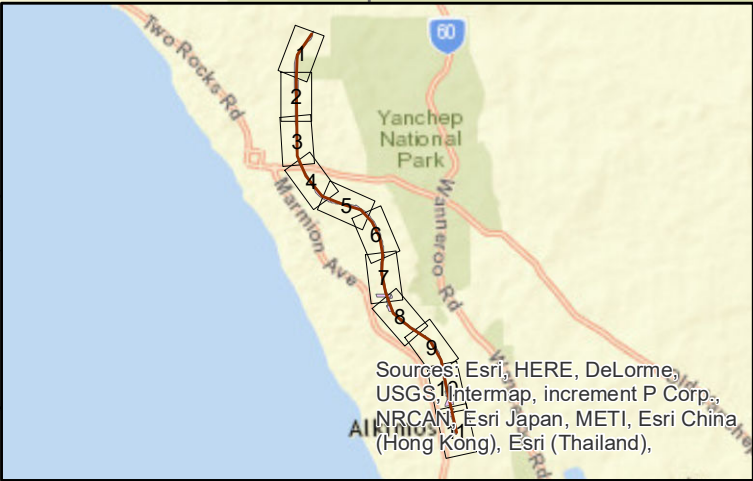 Two Rocks Rd
60
1
2
Yanchep
National
Park
3
4
5
Marmion Ave
Wanneroo Rd
6
7
8
9
Sources: Esri, HERE, DeLorme,
USGS, Intermap, increment P Corp.,
NRCAN, Esri Japan, METI, Esri China
(Hong Kong), Esri (Thailand),